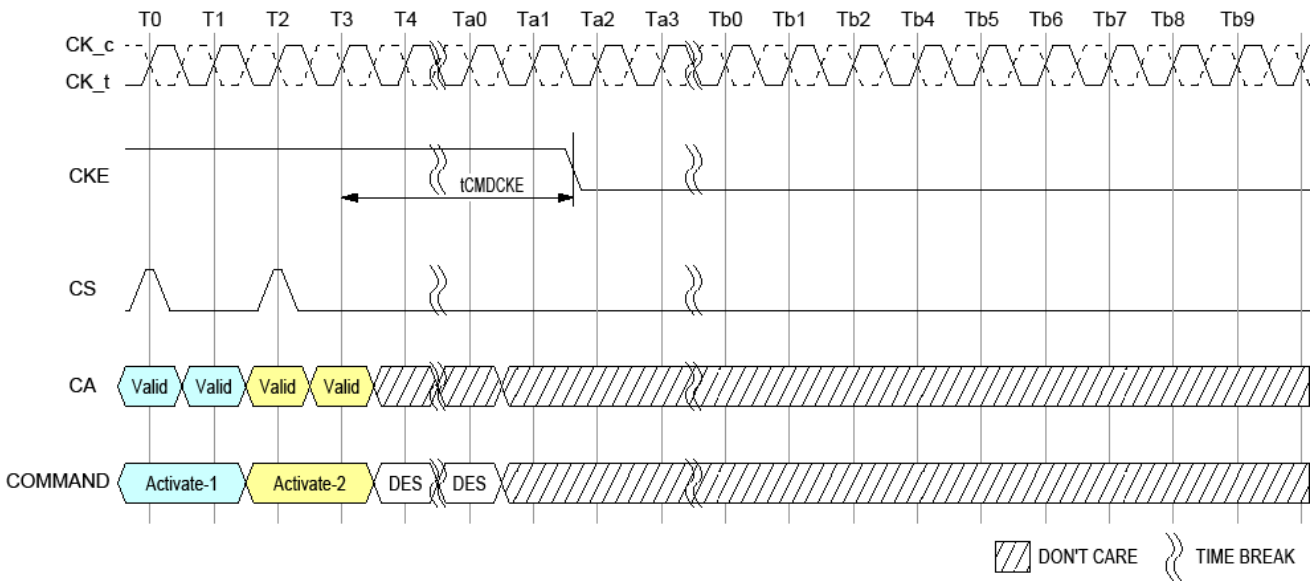 T0 T1 T2 T3 T4 Ta0 Ta1 Ta2 Ta3 Tb0 Tb1 Tb2 Tb3 Tb4 Tb5 Tb6 Tb7 Tb8 Tb9
CK_c
CK_t
CKE
tCMDCKE
CS
CA Valid Valid Valid Valid
COMMAND Activate-1 Activate-2 DES DES
DON'T CARE TIME BREAK